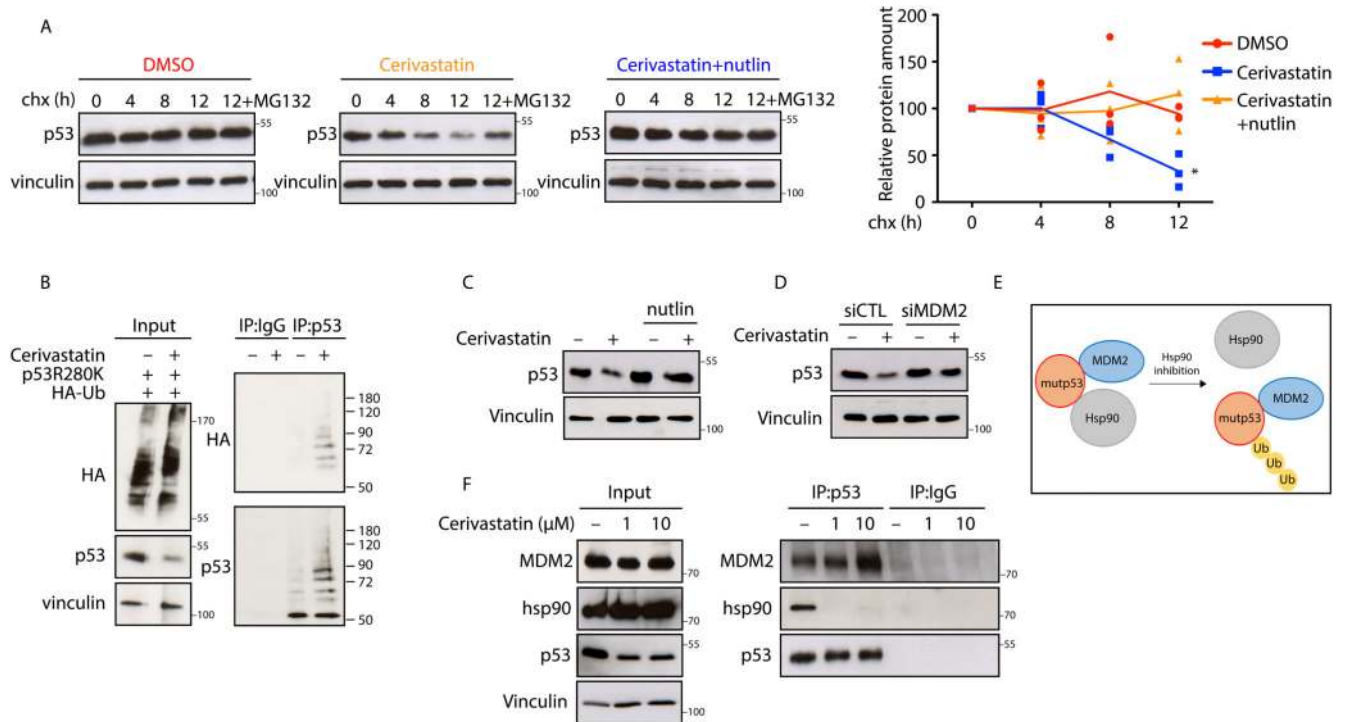 A
DMSO
chx (h) 0 4 8 12 12+MG132
p53
55
vinculin
100
Cerivastatin
0 4 8 12 12+MG132
p53
55
vinculin
100
Cerivastatin+nutlin
0 4 8 12 12+MG132
p53
55
vinculin
100
Relative protein amount
200
150
100
50
0
chx (h) 0 4 8 12
*
DMSO
Cerivastatin
Cerivastatin
+nutlin
B
Input
Cerivastatin – +
p53R280K + +
HA-Ub + +
HA
170
55
p53
55
vinculin
100
IP:IgG IP:p53
– + – +
HA
180
120
90
72
50
p53
180
120
90
72
50
C
nutlin
Cerivastatin – + – +
p53
55
Vinculin
100
D
siCTL siMDM2
Cerivastatin – + – +
p53
55
Vinculin
100
E
MDM2
mutp53
Hsp90
Hsp90
inhibition
Hsp90
MDM2
mutp53
Ub
Ub
Ub
F
Input
Cerivastatin (µM) – 1 10
MDM2
70
hsp90
70
p53
55
Vinculin
100
IP:p53 IP:IgG
– 1 10 – 1 10
MDM2
70
hsp90
70
p53
55